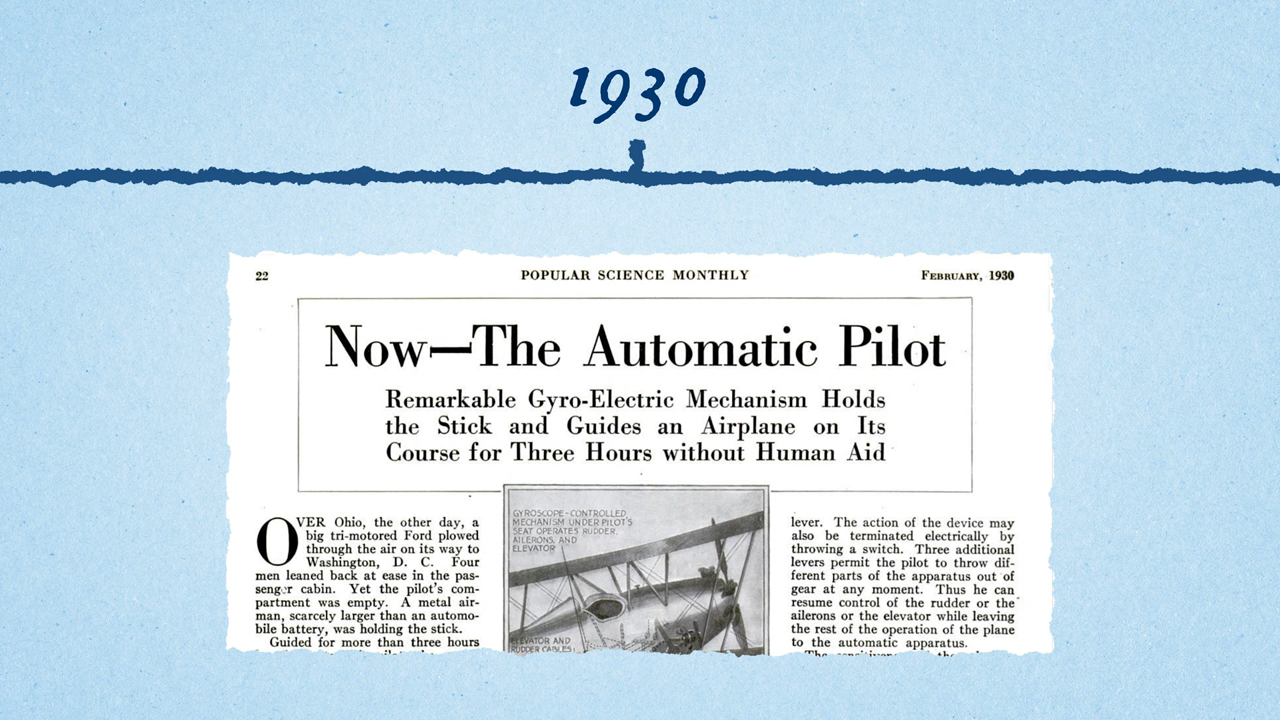 1930
22 POPULAR SCIENCE MONTHLY FEBRUARY, 1930
Now—The Automatic Pilot
Remarkable Gyro-Electric Mechanism Holds
the Stick and Guides an Airplane on Its
Course for Three Hours without Human Aid
OVER Ohio, the other day, a
big tri-motored Ford plowed
through the air on its way to
Washington, D. C. Four
men leaned back at ease in the pas-
senger cabin. Yet the pilot's com-
partment was empty. A metal air-
man, scarcely larger than an automo-
bile battery, was holding the stick.
Guided for more than three hours
GYROSCOPE-CONTROLLED
MECHANISM UNDER PILOT'S
SEAT OPERATES RUDDER,
AILERONS, AND
ELEVATOR
ELEVATOR AND
RUDDER CABLES
lever. The action of the device may
also be terminated electrically by
throwing a switch. Three additional
levers permit the pilot to throw dif-
ferent parts of the apparatus out of
gear at any moment. Thus he can
resume control of the rudder or the
ailerons or the elevator while leaving
the rest of the operation of the plane
to the automatic apparatus.